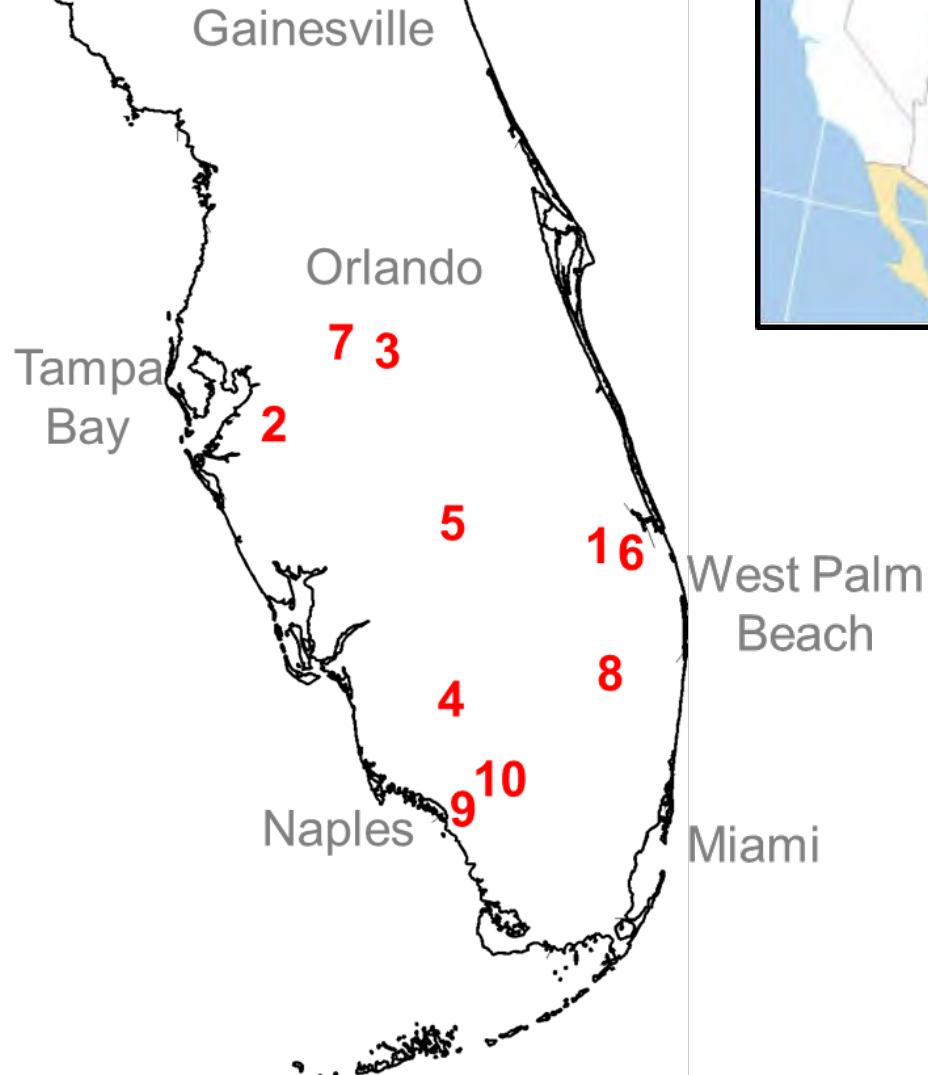 Gainesville
Orlando
7 3
Tampa
Bay
2
5
1 6
West Palm
Beach
8
4
10
9
Naples
Miami